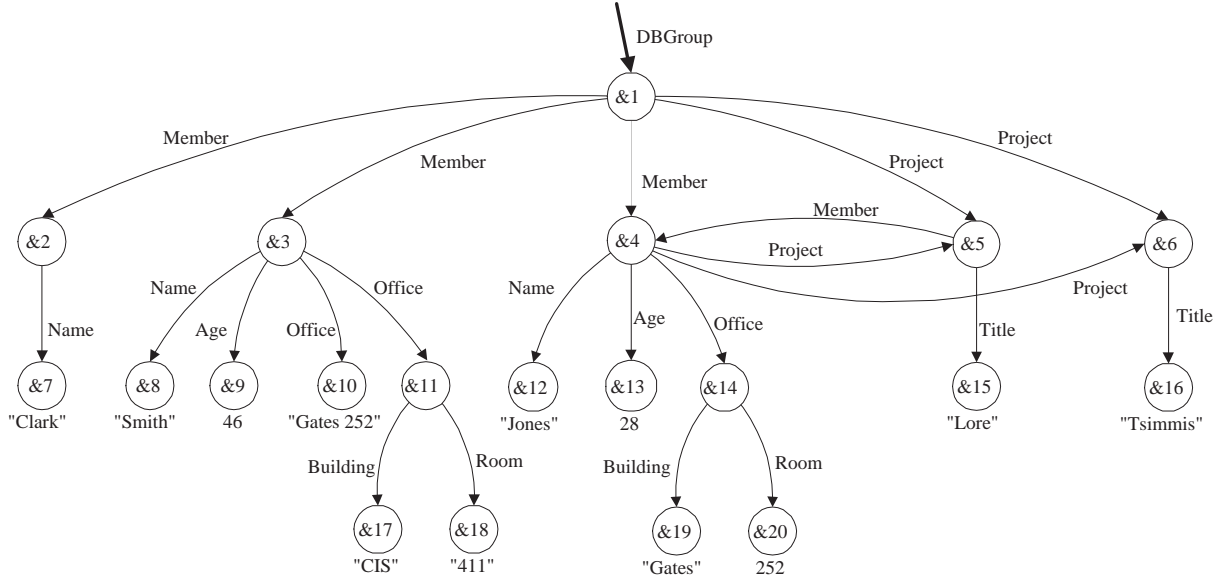 DBGroup
&1
Member
Member
Member
Project
Project
&2
&3
&4
Member
Project
&5
&6
Project
Name
Name
Age
Office
Office
Name
Age
Office
Title
Title
&7
&8
&9
&10
&11
&12
&13
&14
&15
&16
"Clark"
"Smith"
46
"Gates 252"
"Jones"
28
"Lore"
"Tsimmis"
Building
Room
Building
Room
&17
&18
&19
&20
"CIS"
"411"
"Gates"
252